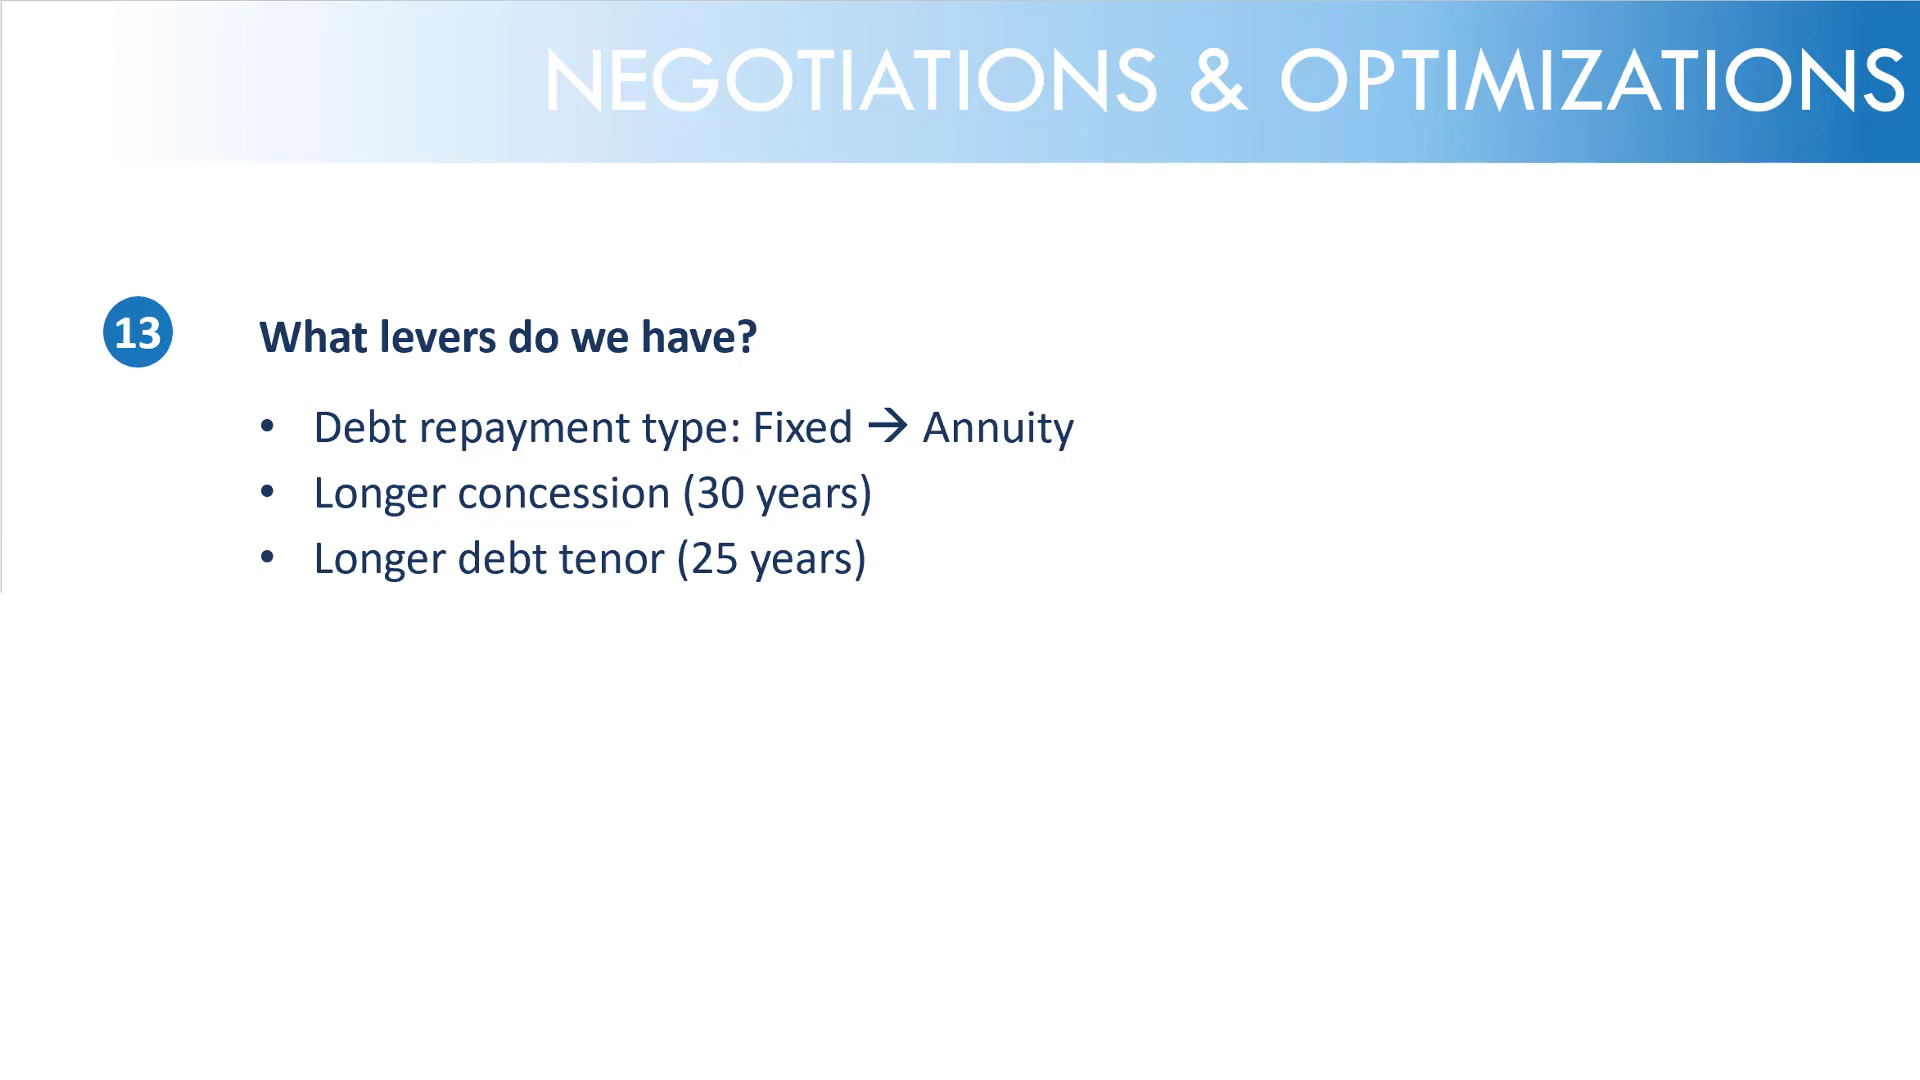 NEGOTIATIONS & OPTIMIZATIONS
13 What levers do we have?
• Debt repayment type: Fixed → Annuity
• Longer concession (30 years)
• Longer debt tenor (25 years)